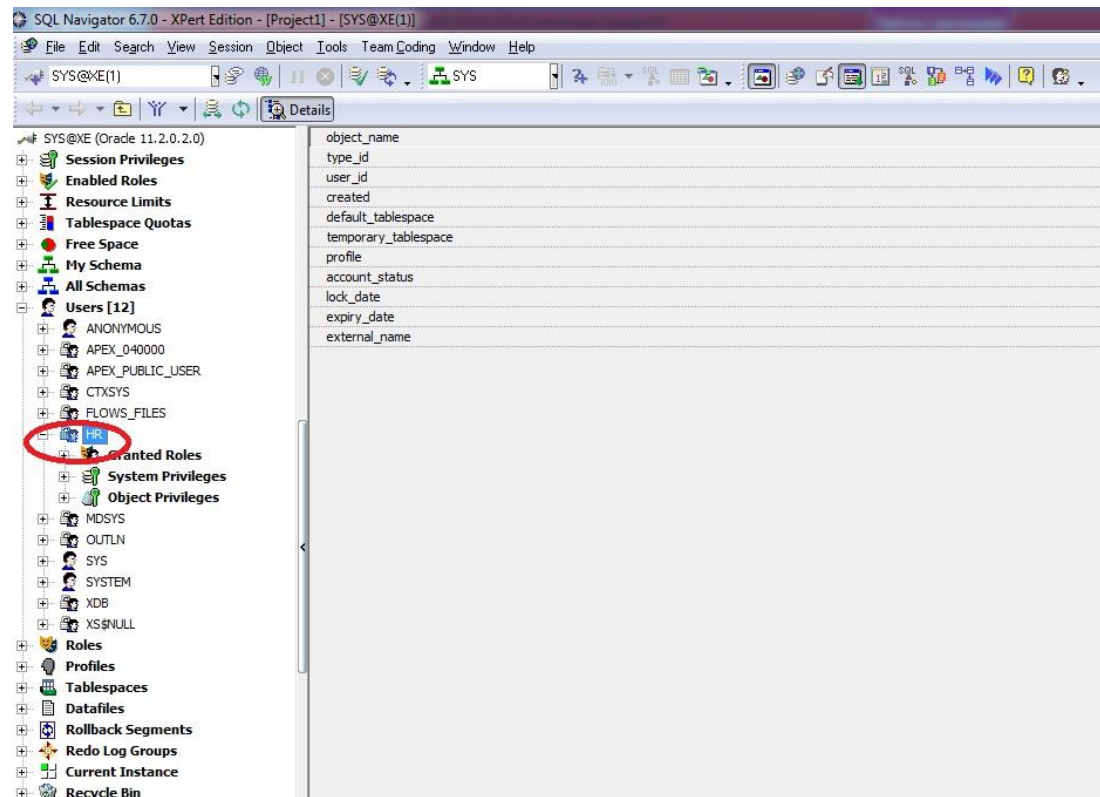 SQL Navigator 6.7.0 - XPert Edition - [Project1] - [SYS@XE(1)]
File Edit Search View Session Object Tools Team Coding Window Help
SYS@XE(1) SYS
Details
SYS@XE (Oracle 11.2.0.2.0)
Session Privileges
Enabled Roles
Resource Limits
Tablespace Quotas
Free Space
My Schema
All Schemas
Users [12]
ANONYMOUS
APEX_040000
APEX_PUBLIC_USER
CTXSYS
FLOWS_FILES
HR
Granted Roles
System Privileges
Object Privileges
MDSYS
OUTLN
SYS
SYSTEM
XDB
XS$NULL
Roles
Profiles
Tablespaces
Datafiles
Rollback Segments
Redo Log Groups
Current Instance
Recycle Bin
object_name
type_id
user_id
created
default_tablespace
temporary_tablespace
profile
account_status
lock_date
expiry_date
external_name